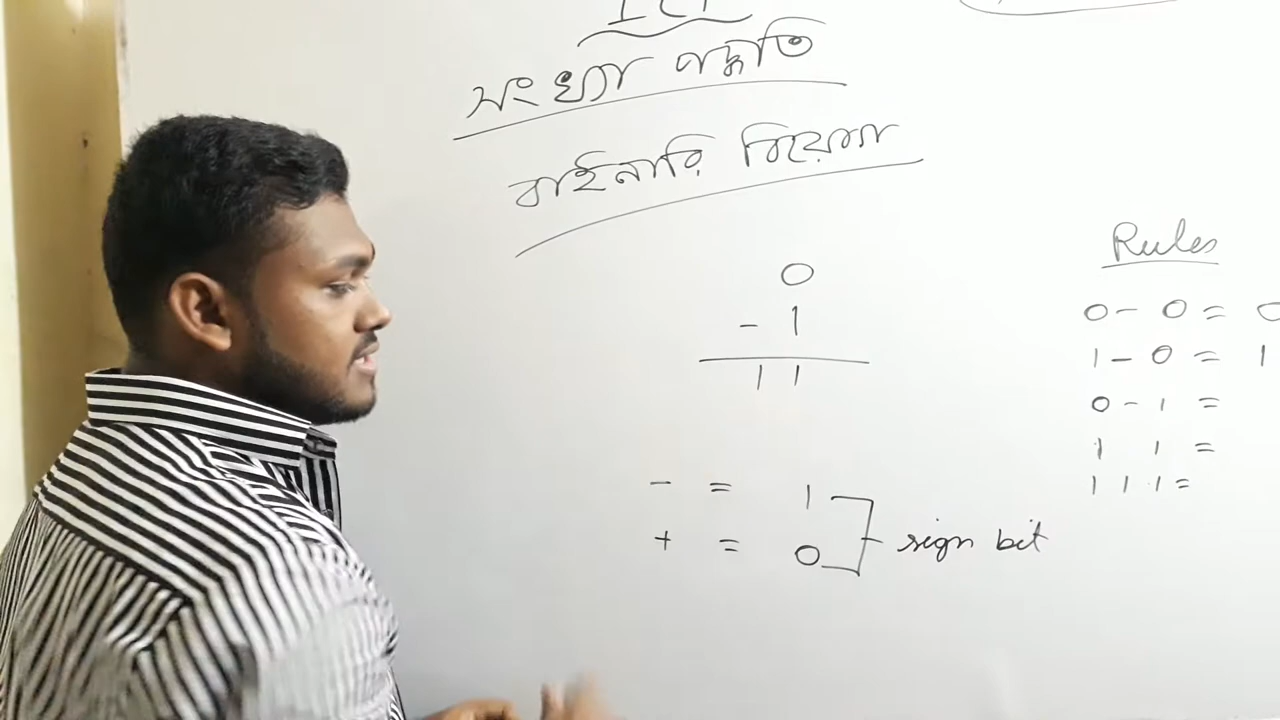 ICT
সংখ্যা পদ্ধতি
বাইনারি বিয়োগ
0
- 1
1 1
- = 1
+ = 0
sign bit
Rules
0 - 0 = 0
1 - 0 = 1
0 - 1 =
1 1 =
1 1 1 =